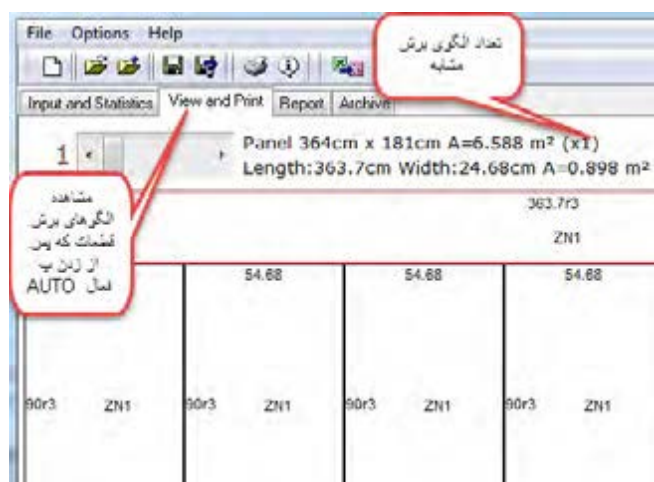 File Options Help
تعداد الگوی برش
مشابه
Input and Statistics View and Print Report Archive
1
Panel 364cm x 181cm A=6.588 m² (x1)
Length:363.7cm Width:24.68cm A=0.898 m²
مشاهده
الگوهای برش
قطعات که پس
از زدن ب
فعال AUTO
363.7r3
ZN1
54.68 54.68 54.68
90r3 ZN1 90r3 ZN1 90r3 ZN1 90r3 ZN1